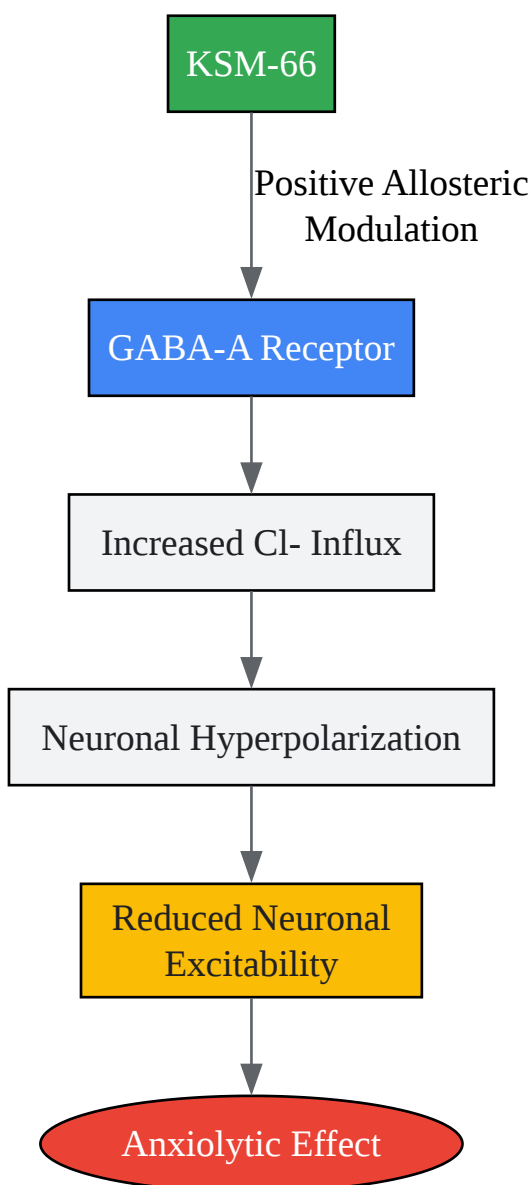 KSM-66
Positive Allosteric
Modulation
GABA-A Receptor
Increased Cl- Influx
Neuronal Hyperpolarization
Reduced Neuronal
Excitability
Anxiolytic Effect